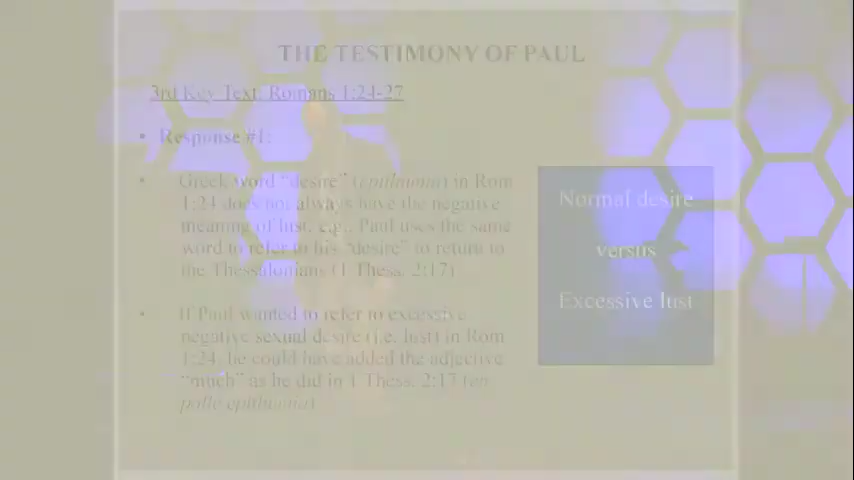 THE TESTIMONY OF PAUL
3rd Key Text: Romans 1:24-27
• Response #1:
• Greek word "desire" (epithumia) in Rom
1:24 does not always have the negative
meaning of lust, e.g., Paul uses the same
word to refer to his "desire" to return to
the Thessalonians (1 Thess. 2:17)
• If Paul wanted to refer to excessive
negative sexual desire (i.e. lust) in Rom
1:24, he could have added the adjective
"much" as he did in 1 Thess. 2:17 (en
polle epithumia)
Normal desire
versus
Excessive lust